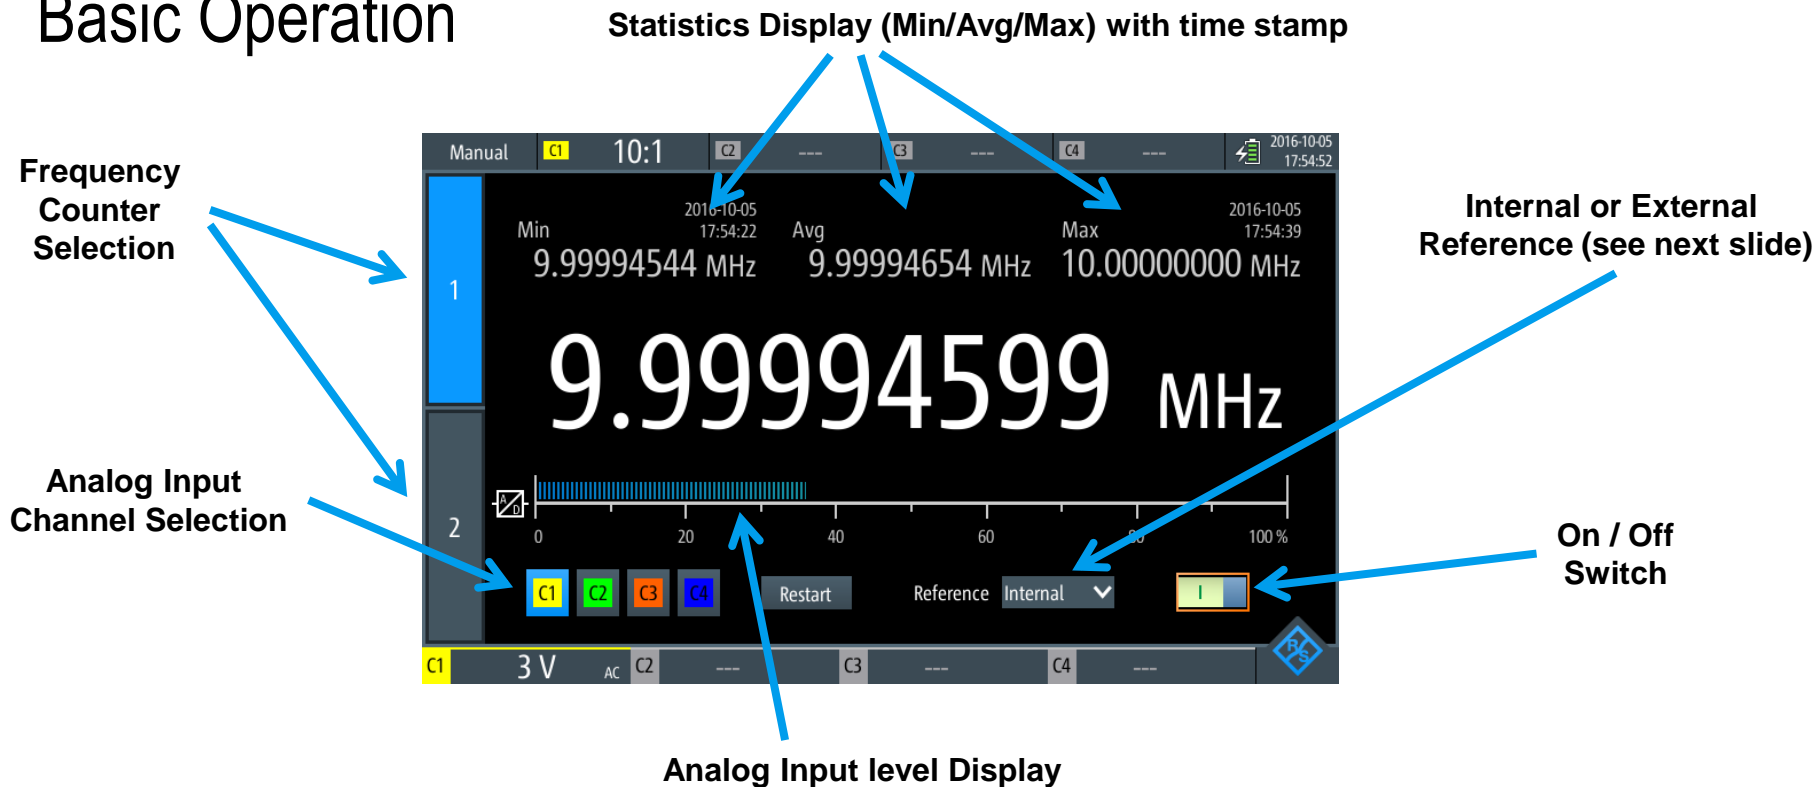 Basic Operation
Statistics Display (Min/Avg/Max) with time stamp
Frequency
Counter
Selection
Internal or External
Reference (see next slide)
Analog Input
Channel Selection
On / Off
Switch
Analog Input level Display
Manual C1 10:1 C2 --- C3 --- C4 --- 2016-10-05
17:54:52
1
2
2016-10-05
Min 17:54:22
9.99994544 MHz
Avg
9.99994654 MHz
2016-10-05
Max 17:54:39
10.00000000 MHz
9.99994599 MHz
A
D
0 20 40 60 80 100 %
C1 C2 C3 C4 Restart Reference Internal I
C1 3 V AC C2 --- C3 --- C4 ---
R S